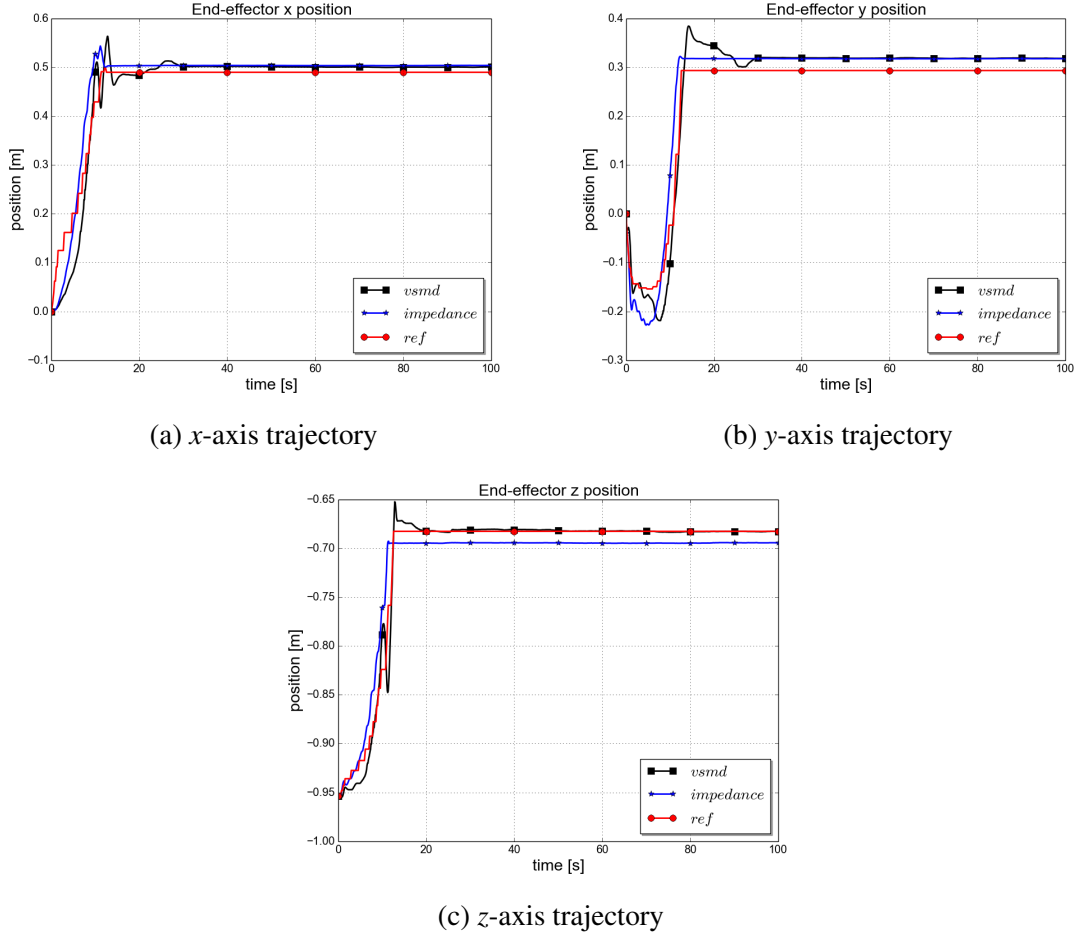 End-effector x position
0.6
0.5
0.4
0.3
0.2
0.1
0.0
−0.1
position [m]
0
20
40
60
80
100
time [s]
vsmd
impedance
ref
(a) x-axis trajectory
End-effector y position
0.4
0.3
0.2
0.1
0.0
−0.1
−0.2
−0.3
position [m]
0
20
40
60
80
100
time [s]
vsmd
impedance
ref
(b) y-axis trajectory
End-effector z position
−0.65
−0.70
−0.75
−0.80
−0.85
−0.90
−0.95
−1.00
position [m]
0
20
40
60
80
100
time [s]
vsmd
impedance
ref
(c) z-axis trajectory